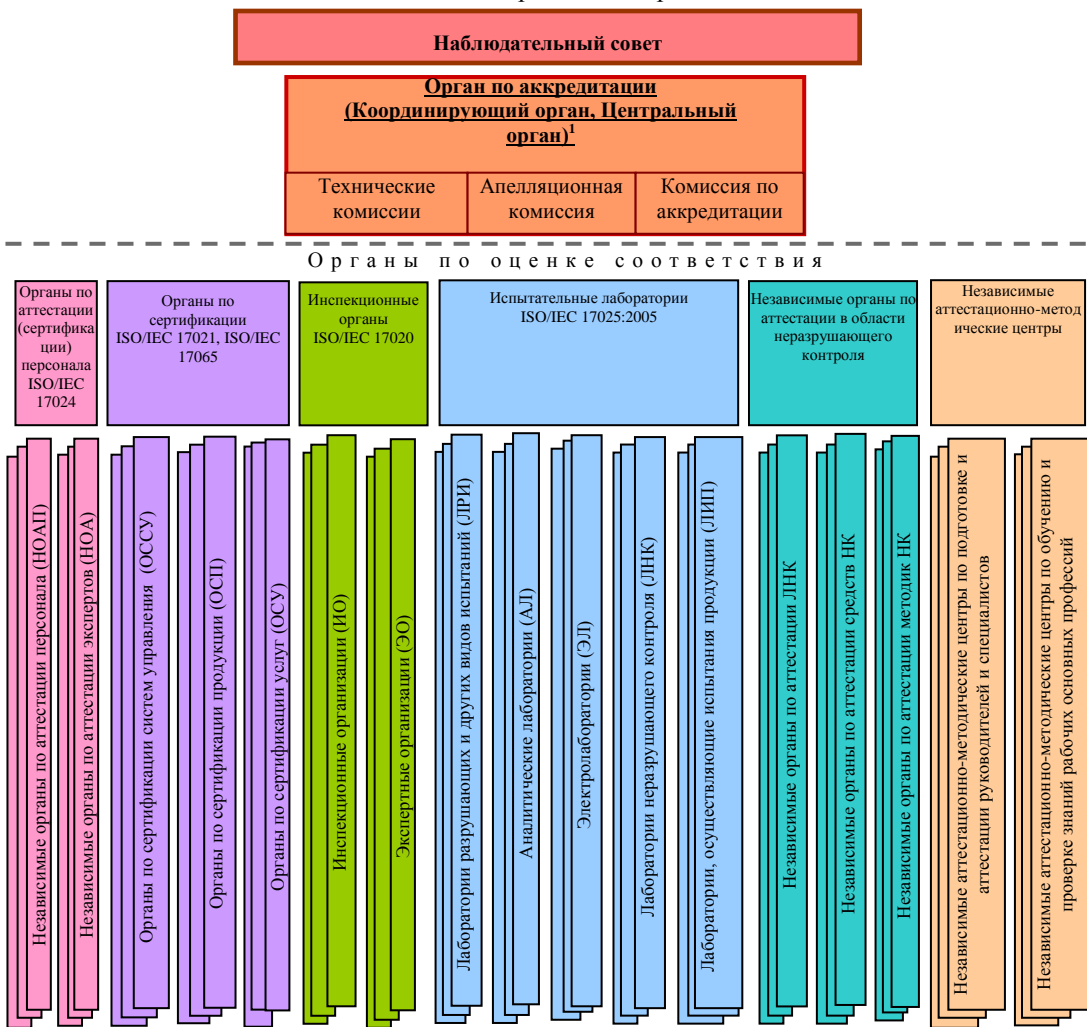 Наблюдательный совет
Орган по аккредитации
(Координирующий орган, Центральный
орган)1
Технические
комиссии
Апелляционная
комиссия
Комиссия по
аккредитации
Органы по оценке соответствия
Органы по
аттестации
(сертифика
ции)
персонала
ISO/IEC
17024
Органы по
сертификации
ISO/IEC 17021, ISO/IEC
17065
Инспекционные
органы
ISO/IEC 17020
Испытательные лаборатории
ISO/IEC 17025:2005
Независимые органы по
аттестации в области
неразрушающего
контроля
Независимые
аттестационно-метод
ические центры
Независимые органы по аттестации персонала (НОАП)
Независимые органы по аттестации экспертов (НОА)
Органы по сертификации систем управления (ОССУ)
Органы по сертификации продукции (ОСП)
Органы по сертификации услуг (ОСУ)
Инспекционные организации (ИО)
Экспертные организации (ЭО)
Лаборатории разрушающих и других видов испытаний (ЛРИ)
Аналитические лаборатории (АЛ)
Электролаборатории (ЭЛ)
Лаборатории неразрушающего контроля (ЛНК)
Лаборатории, осуществляющие испытания продукции (ЛИП)
Независимые органы по аттестации ЛНК
Независимые органы по аттестации средств НК
Независимые органы по аттестации методик НК
Независимые аттестационно-методические центры по подготовке и
аттестации руководителей и специалистов
Независимые аттестационно-методические центры по обучению и
проверке знаний рабочих основных профессий